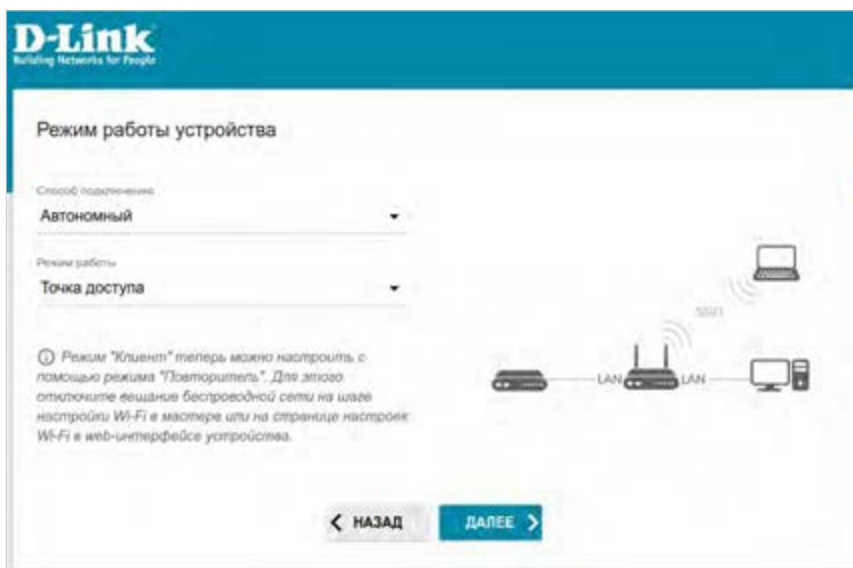 D-Link
Building Networks for People
Режим работы устройства
Способ подключения
Автономный
Режим работы
Точка доступа
Режим "Клиент" теперь можно настроить с
помощью режима "Повторитель". Для этого
отключите вещание беспроводной сети на шаге
настройки Wi-Fi в мастере или на странице настроек
Wi-Fi в web-интерфейсе устройства.
LAN
LAN
НАЗАД
ДАЛЕЕ